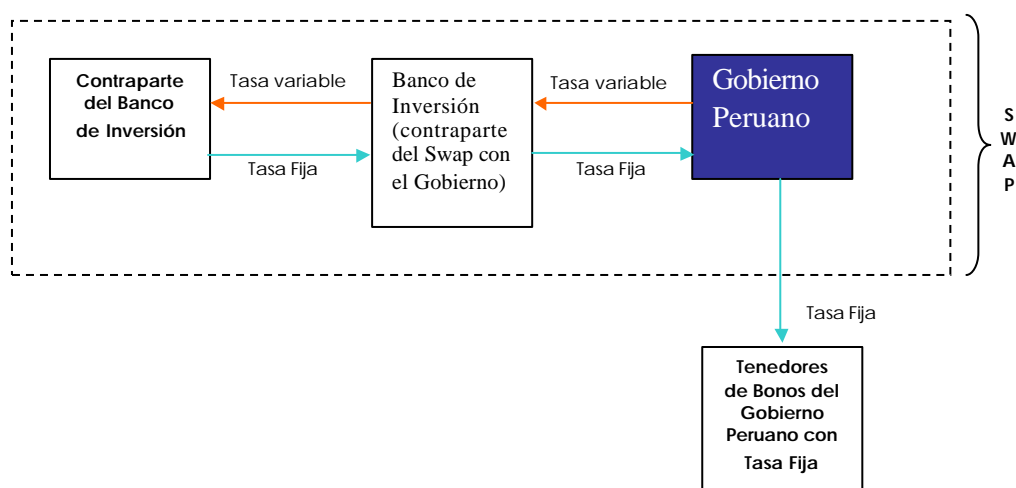 Contraparte
del Banco
de Inversión
Tasa variable
Tasa Fija
Banco de
Inversión
(contraparte
del Swap con
el Gobierno)
Tasa variable
Tasa Fija
Gobierno
Peruano
S
W
A
P
Tasa Fija
Tenedores
de Bonos del
Gobierno
Peruano con
Tasa Fija